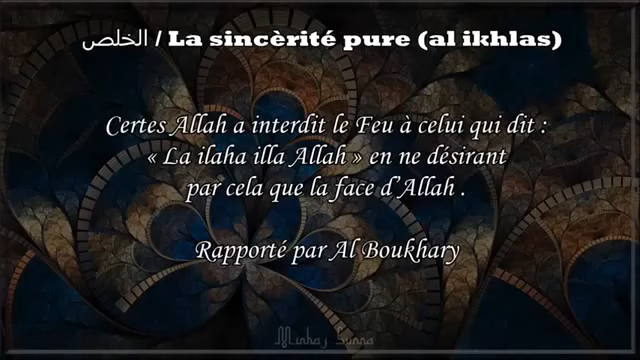 الخلص / La sincèrité pure (al ikhlas)
Certes Allah a interdit le Feu à celui qui dit :
« La ilaha illa Allah » en ne désirant
par cela que la face d’Allah .
Rapporté par Al Boukhary
Minhaj Sunna